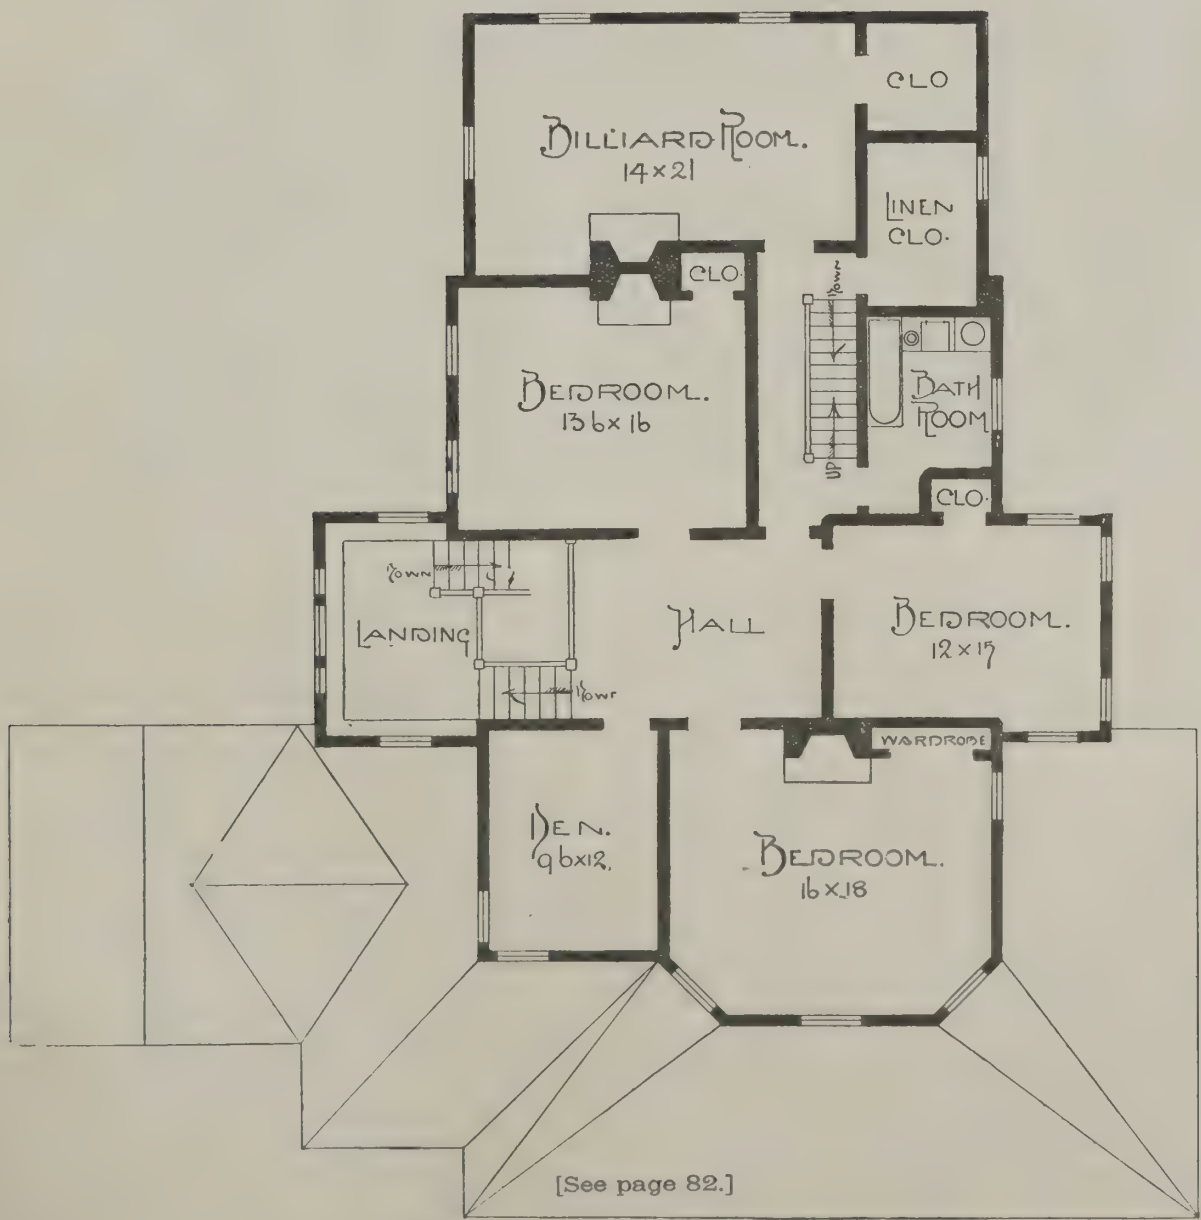 CLO
BILLIARD ROOM.
14 x 21
LINEN
CLO.
CLO.
DOWN
BEDROOM.
13 6 x 16
BATH
ROOM
UP
CLO.
DOWN
LANDING
HALL
BEDROOM.
12 x 17
DOWN
WARDROBE
DEN.
9 6 x 12.
BEDROOM.
16 x 18
[See page 82.]